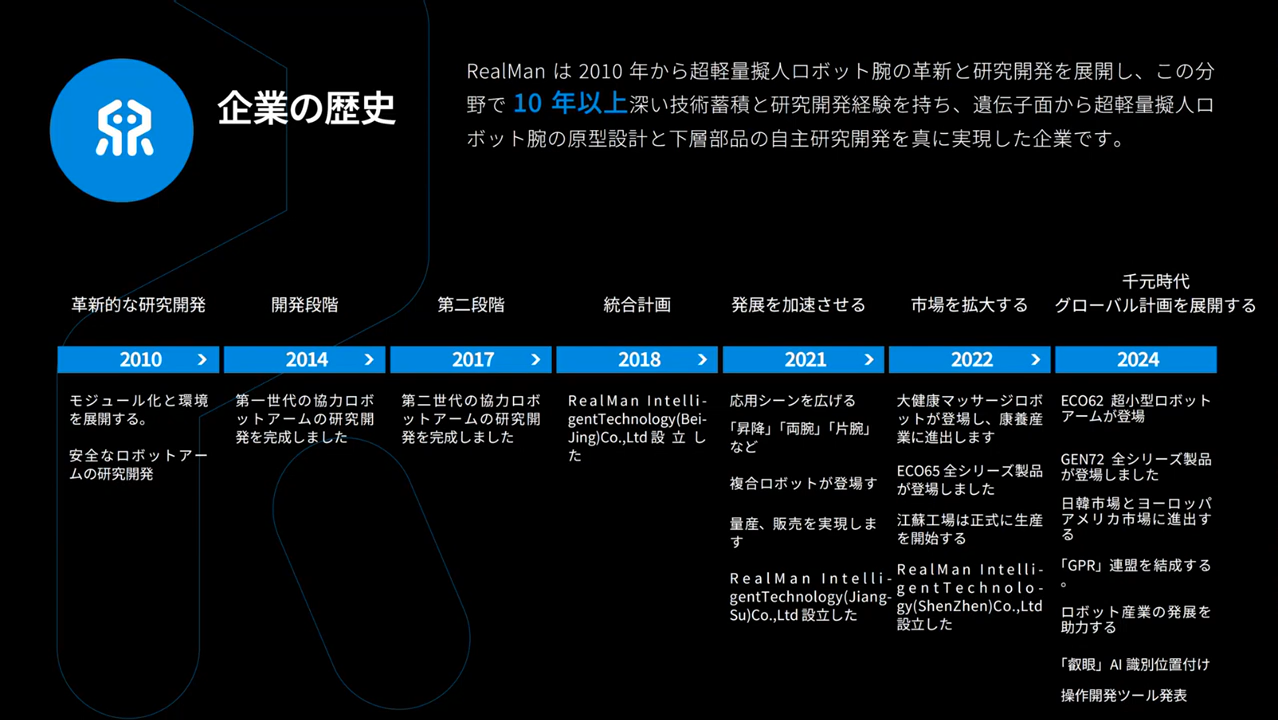 企業の歴史
RealMan は 2010 年から超軽量擬人ロボット腕の革新と研究開発を展開し、この分
野で 10 年以上深い技術蓄積と研究開発経験を持ち、遺伝子面から超軽量擬人ロ
ボット腕の原型設計と下層部品の自主研究開発を真に実現した企業です。
革新的な研究開発
2010
モジュール化と環境
を展開する。
安全なロボットアー
ムの研究開発
開発段階
2014
第一世代の協力ロボ
ットアームの研究開
発を完成しました
第二段階
2017
第二世代の協力ロボ
ットアームの研究開
発を完成しました
統合計画
2018
RealMan Intelli-
gentTechnology(Bei-
Jing)Co.,Ltd設立し
た
発展を加速させる
2021
応用シーンを広げる
「昇降」「両腕」「片腕」
など
複合ロボットが登場す
量産、販売を実現しま
す
RealMan Intelli-
gentTechnology(Jiang-
Su)Co.,Ltd 設立した
市場を拡大する
2022
大健康マッサージロボ
ットが登場し、康養産
業に進出します
ECO65 全シリーズ製品
が登場しました
江蘇工場は正式に生産
を開始する
RealMan Intelli-
gentTechnolo-
gy(ShenZhen)Co.,Ltd
設立した
千元時代
グローバル計画を展開する
2024
ECO62 超小型ロボット
アームが登場
GEN72 全シリーズ製品
が登場しました
日韓市場とヨーロッパ
アメリカ市場に進出す
る
「GPR」連盟を結成する
。
ロボット産業の発展を
助力する
「叡眼」AI 識別位置付け
操作開発ツール発表